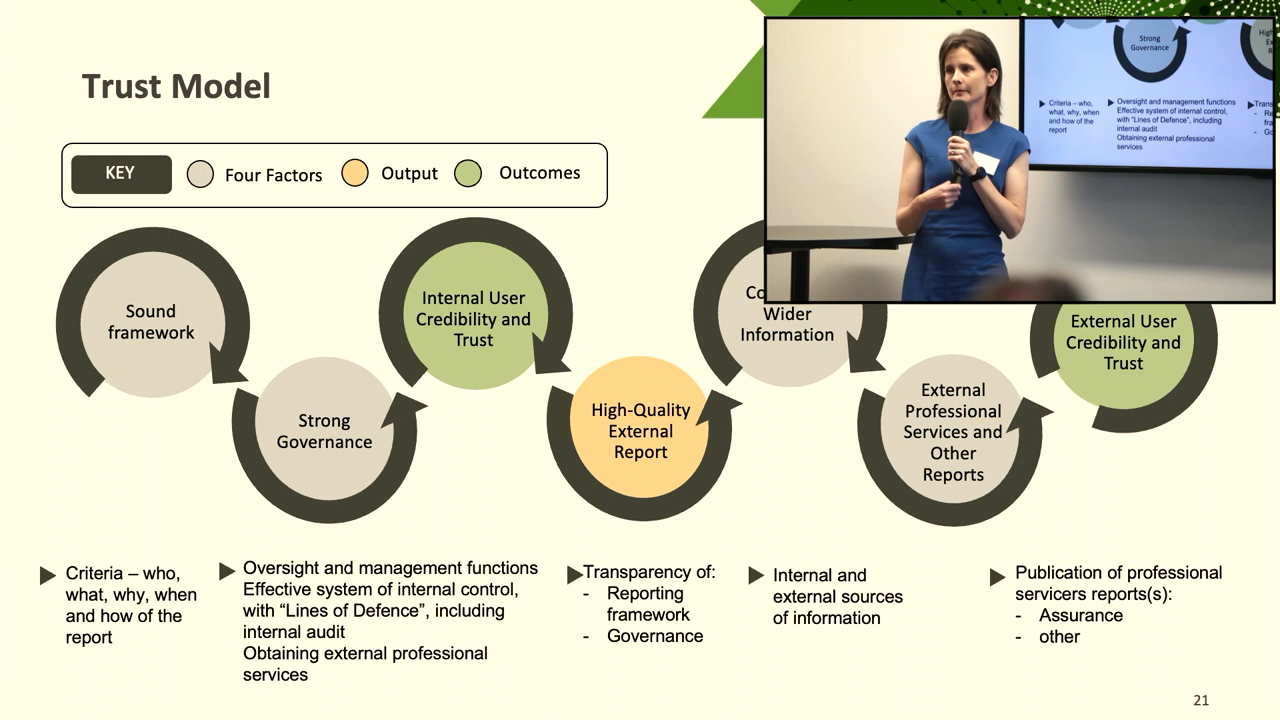 Trust Model
KEY
Four Factors
Output
Outcomes
Sound
framework
Strong
Governance
Internal User
Credibility and
Trust
High-Quality
External
Report
Wider
Information
External
Professional
Services and
Other
Reports
External User
Credibility and
Trust
Criteria – who,
what, why, when
and how of the
report
Oversight and management functions
Effective system of internal control,
with “Lines of Defence”, including
internal audit
Obtaining external professional
services
Transparency of:
- Reporting
framework
- Governance
Internal and
external sources
of information
Publication of professional
servicers reports(s):
- Assurance
- other
21
Strong
Governance
Criteria – who,
what, why, when
and how of the
report
Oversight and management functions
Effective system of internal control,
with “Lines of Defence”, including
internal audit
Obtaining external professional
services